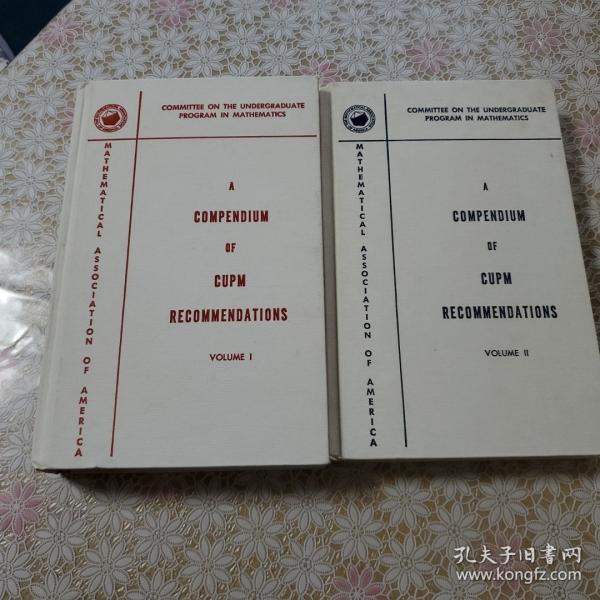 COMMITTEE ON THE UNDERGRADUATE
PROGRAM IN MATHEMATICS
MATHEMATICAL ASSOCIATION OF AMERICA
A
COMPENDIUM
OF
CUPM
RECOMMENDATIONS
VOLUME I
COMMITTEE ON THE UNDERGRADUATE
PROGRAM IN MATHEMATICS
MATHEMATICAL ASSOCIATION OF AMERICA
A
COMPENDIUM
OF
CUPM
RECOMMENDATIONS
VOLUME II
孔夫子旧书网
www.kongfz.com